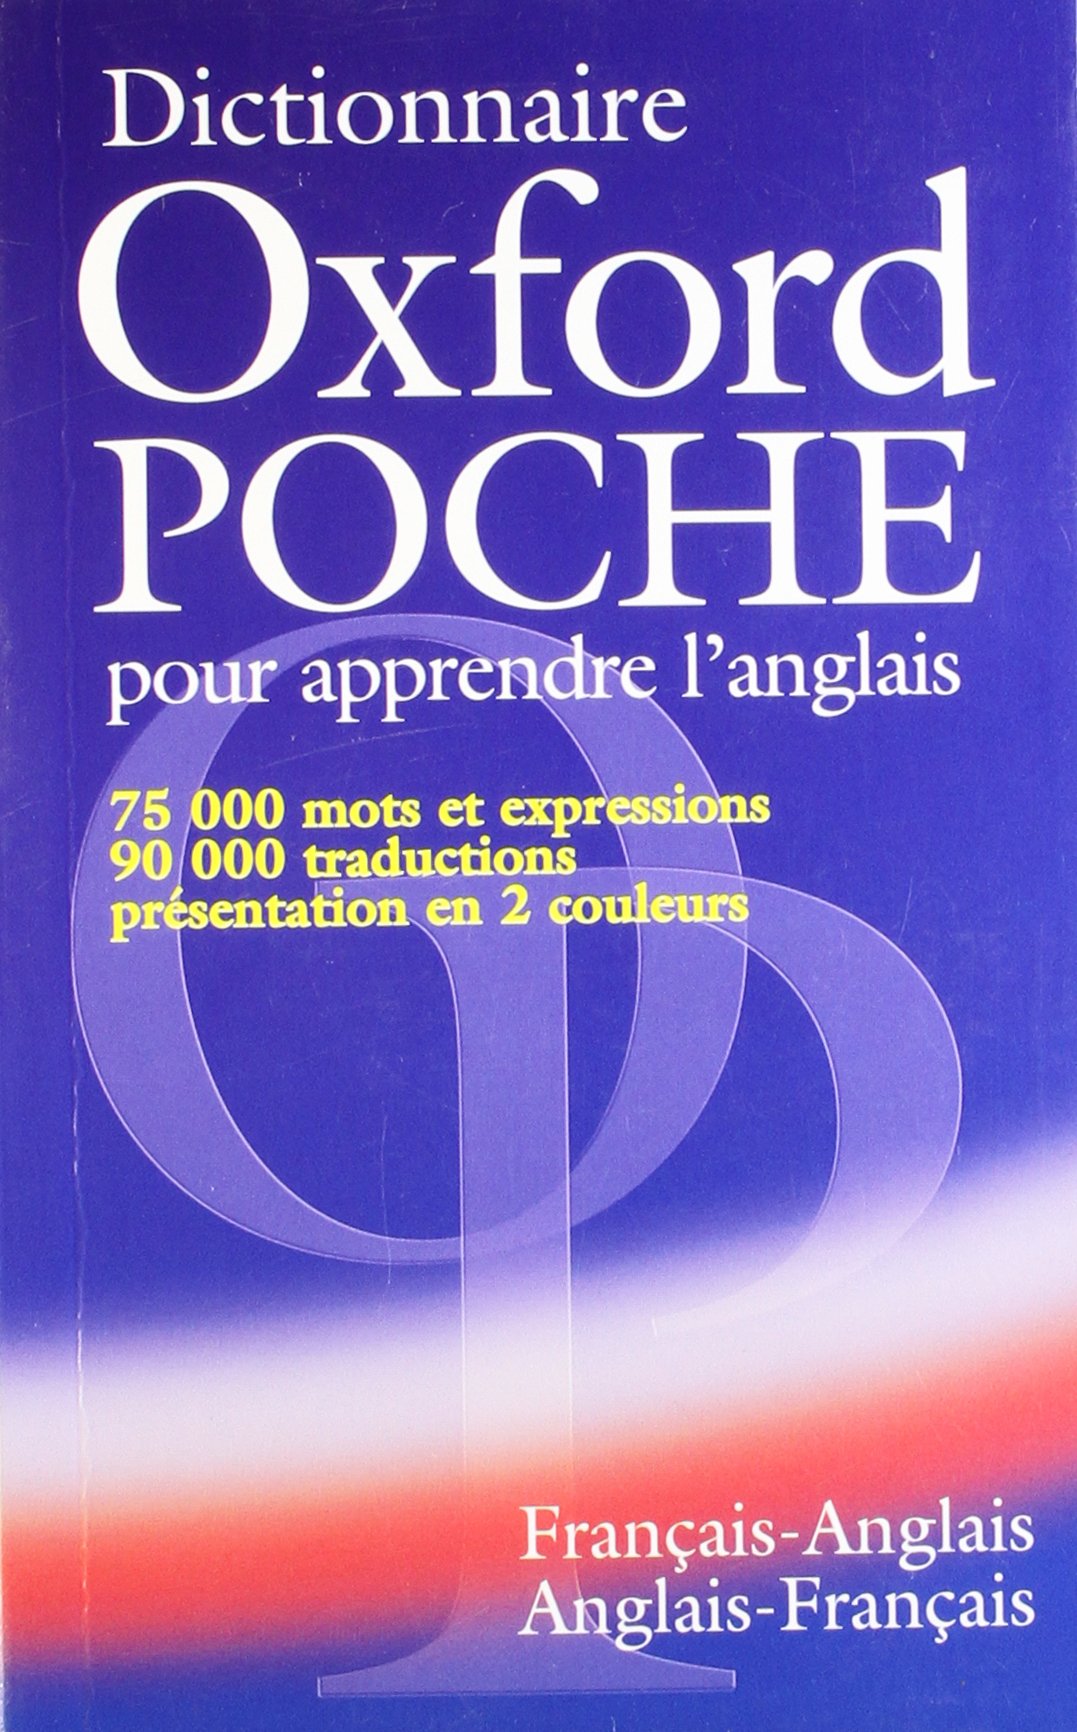 Dictionnaire
Oxford
POCHE
pour apprendre l'anglais
75 000 mots et expressions
90 000 traductions
présentation en 2 couleurs
OP
Français-Anglais
Anglais-Français